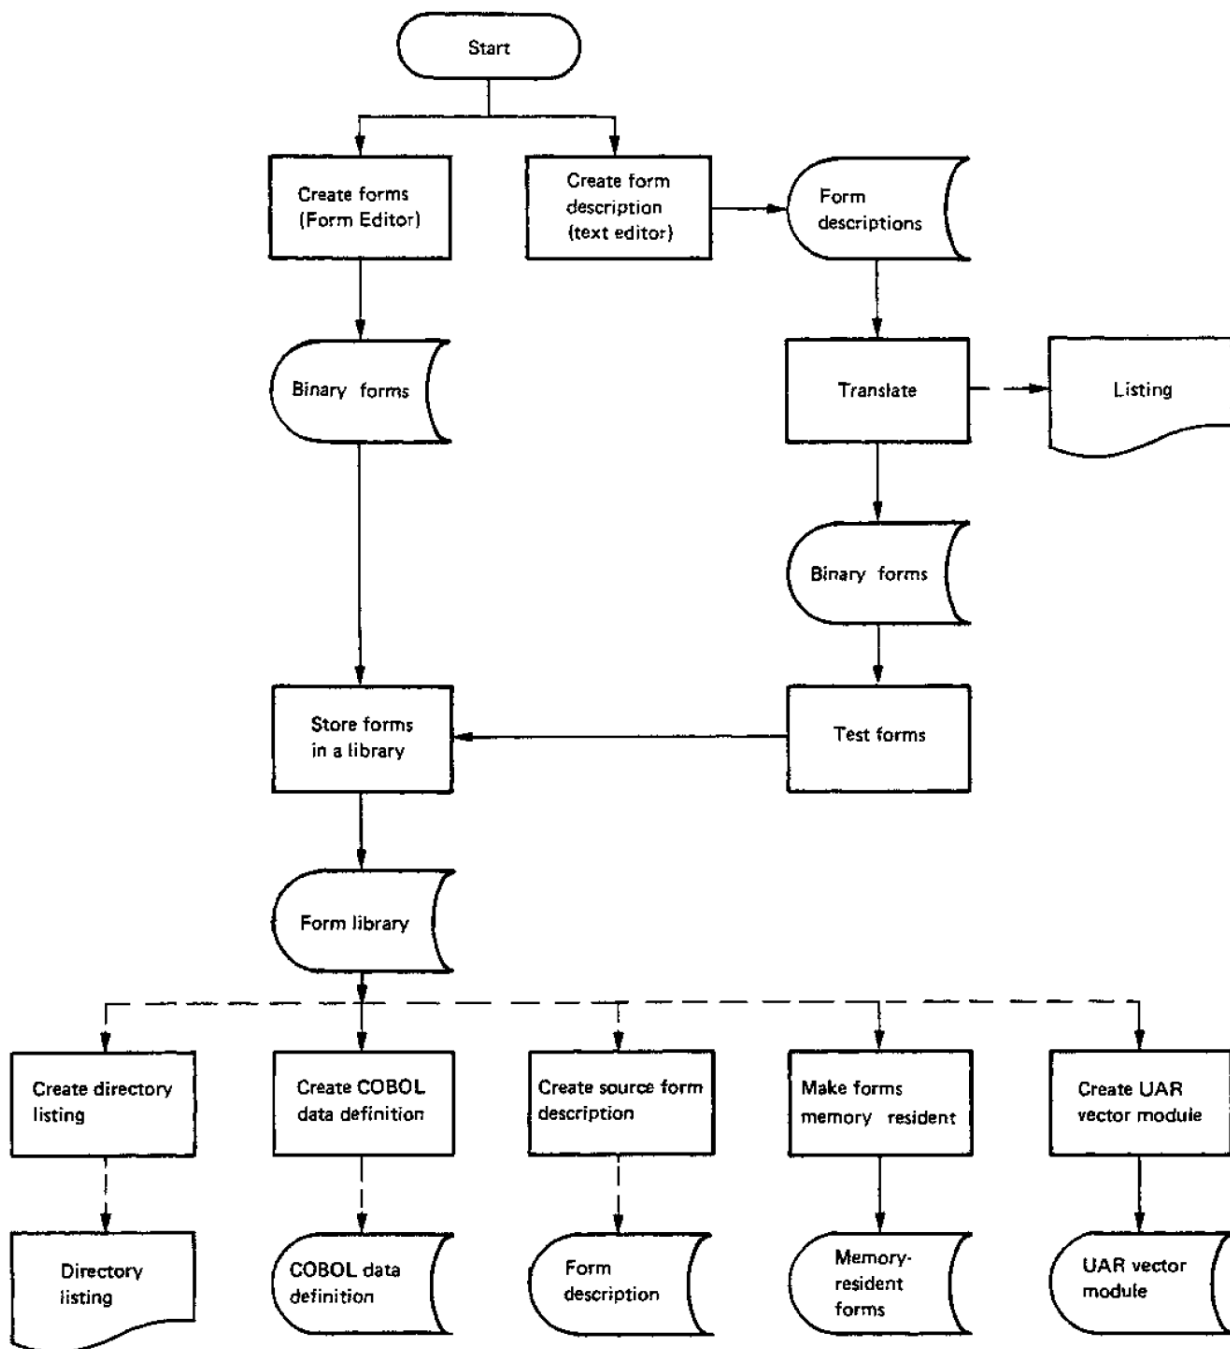 Start
Create forms
(Form Editor)
Create form
description
(text editor)
Form
descriptions
Binary forms
Translate
Listing
Binary forms
Store forms
in a library
Test forms
Form library
Create directory
listing
Create COBOL
data definition
Create source form
description
Make forms
memory resident
Create UAR
vector module
Directory
listing
COBOL data
definition
Form
description
Memory-
resident
forms
UAR vector
module